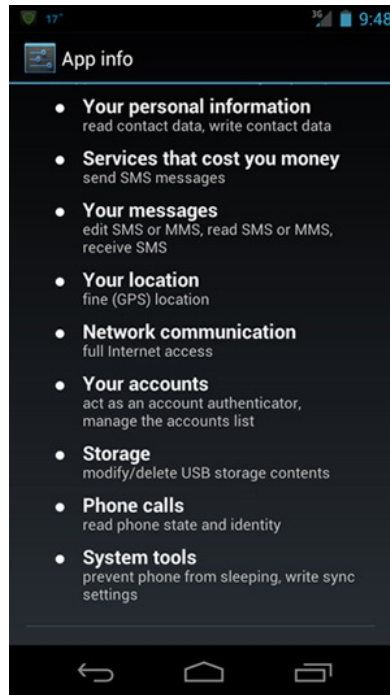 17°
3G
9:48
App info
Your personal information
read contact data, write contact data
Services that cost you money
send SMS messages
Your messages
edit SMS or MMS, read SMS or MMS,
receive SMS
Your location
fine (GPS) location
Network communication
full Internet access
Your accounts
act as an account authenticator,
manage the accounts list
Storage
modify/delete USB storage contents
Phone calls
read phone state and identity
System tools
prevent phone from sleeping, write sync
settings